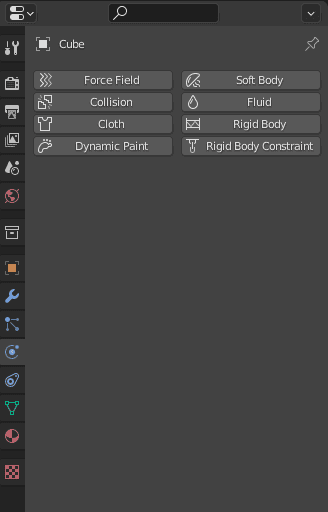 Cube
Force Field
Soft Body
Collision
Fluid
Cloth
Rigid Body
Dynamic Paint
Rigid Body Constraint